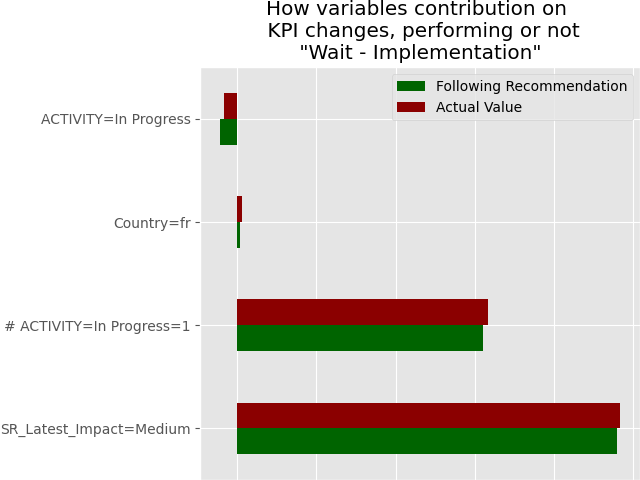 How variables contribution on
KPI changes, performing or not
"Wait - Implementation"
Following Recommendation
Actual Value
ACTIVITY=In Progress
Country=fr
# ACTIVITY=In Progress=1
SR_Latest_Impact=Medium